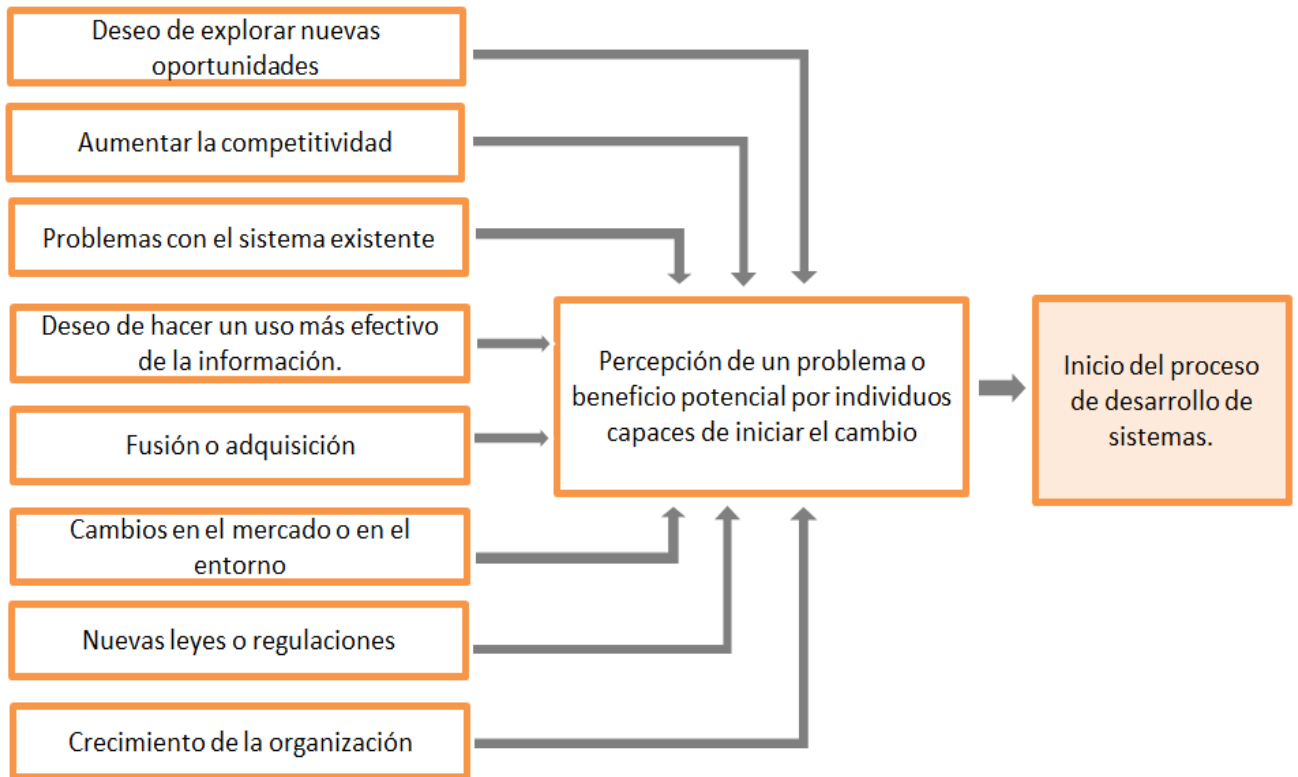 Deseo de explorar nuevas
oportunidades
Aumentar la competitividad
Problemas con el sistema existente
Deseo de hacer un uso más efectivo
de la información.
Fusión o adquisición
Cambios en el mercado o en el
entorno
Nuevas leyes o regulaciones
Crecimiento de la organización
Percepción de un problema o
beneficio potencial por individuos
capaces de iniciar el cambio
Inicio del proceso
de desarrollo de
sistemas.